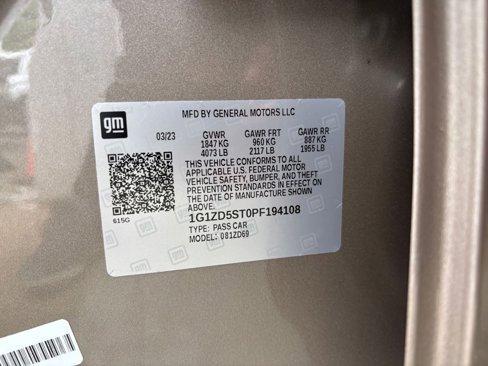 gm
MFD BY GENERAL MOTORS LLC
03/23 GVWR GAWR FRT GAWR RR
1847 KG 960 KG 887 KG
4073 LB 2117 LB 1955 LB
THIS VEHICLE CONFORMS TO ALL
APPLICABLE U.S. FEDERAL MOTOR
VEHICLE SAFETY, BUMPER, AND THEFT
PREVENTION STANDARDS IN EFFECT ON
THE DATE OF MANUFACTURE SHOWN
ABOVE.
615G
1G1ZD5ST0PF194108
TYPE: PASS CAR
MODEL: 081ZD69